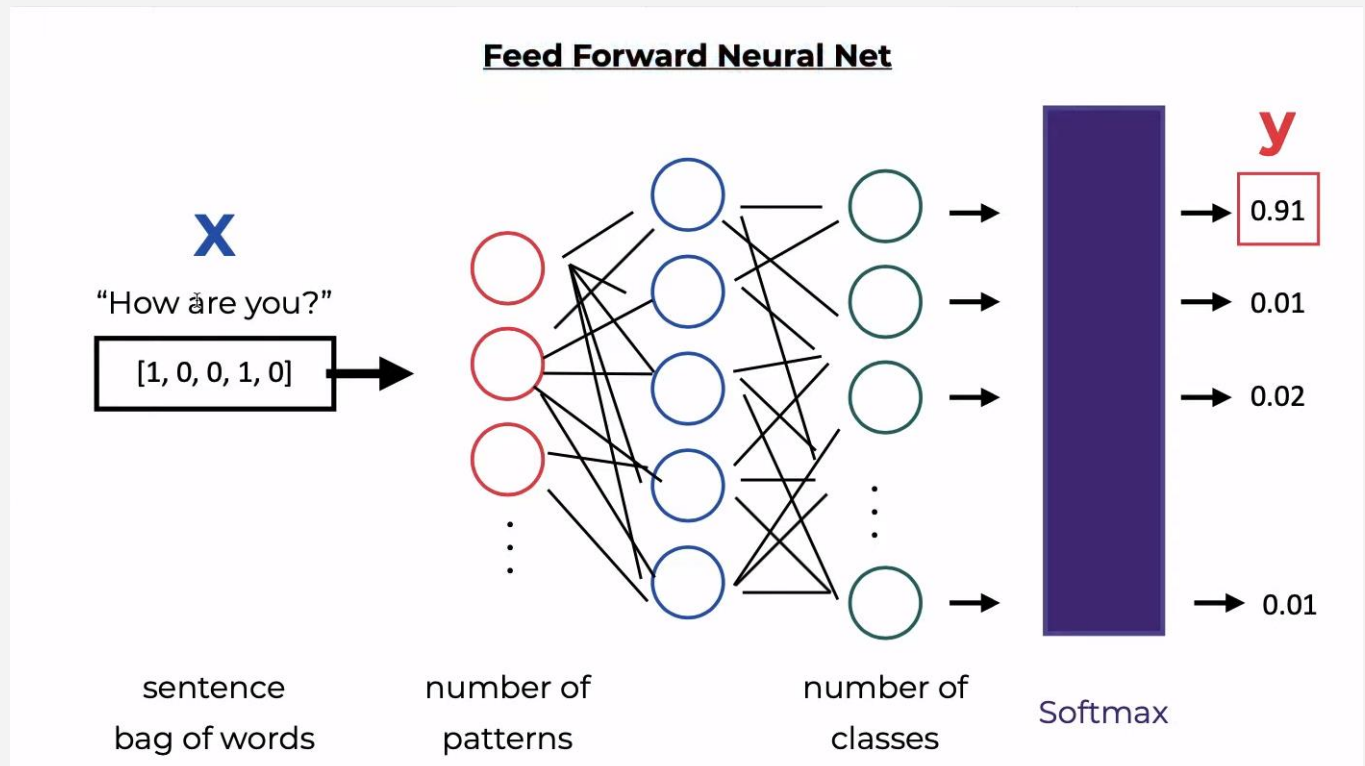 Feed Forward Neural Net
X
"How are you?"
[1, 0, 0, 1, 0]
y
0.91
0.01
0.02
0.01
sentence
bag of words
number of
patterns
number of
classes
Softmax